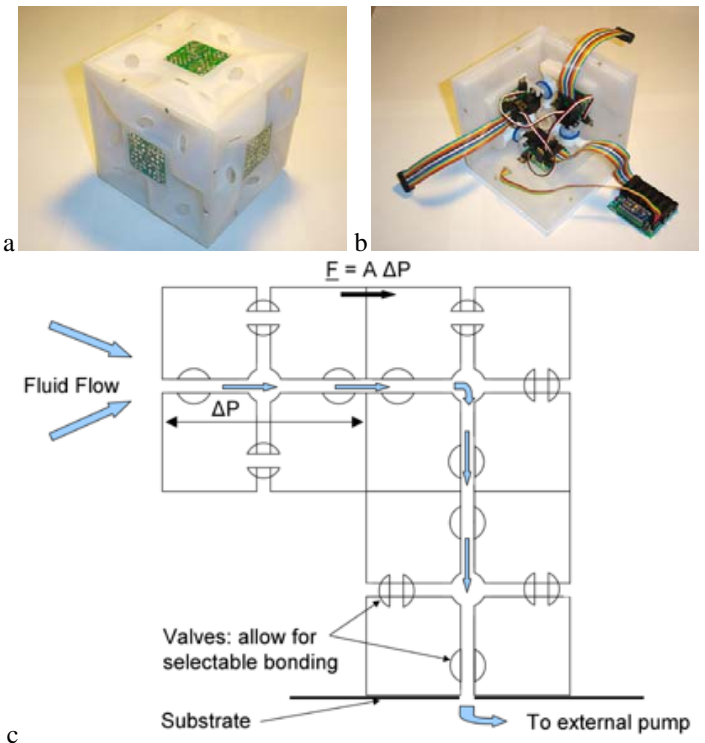 a
b
F = A ΔP
Fluid Flow
ΔP
Valves: allow for
selectable bonding
Substrate
To external pump
c